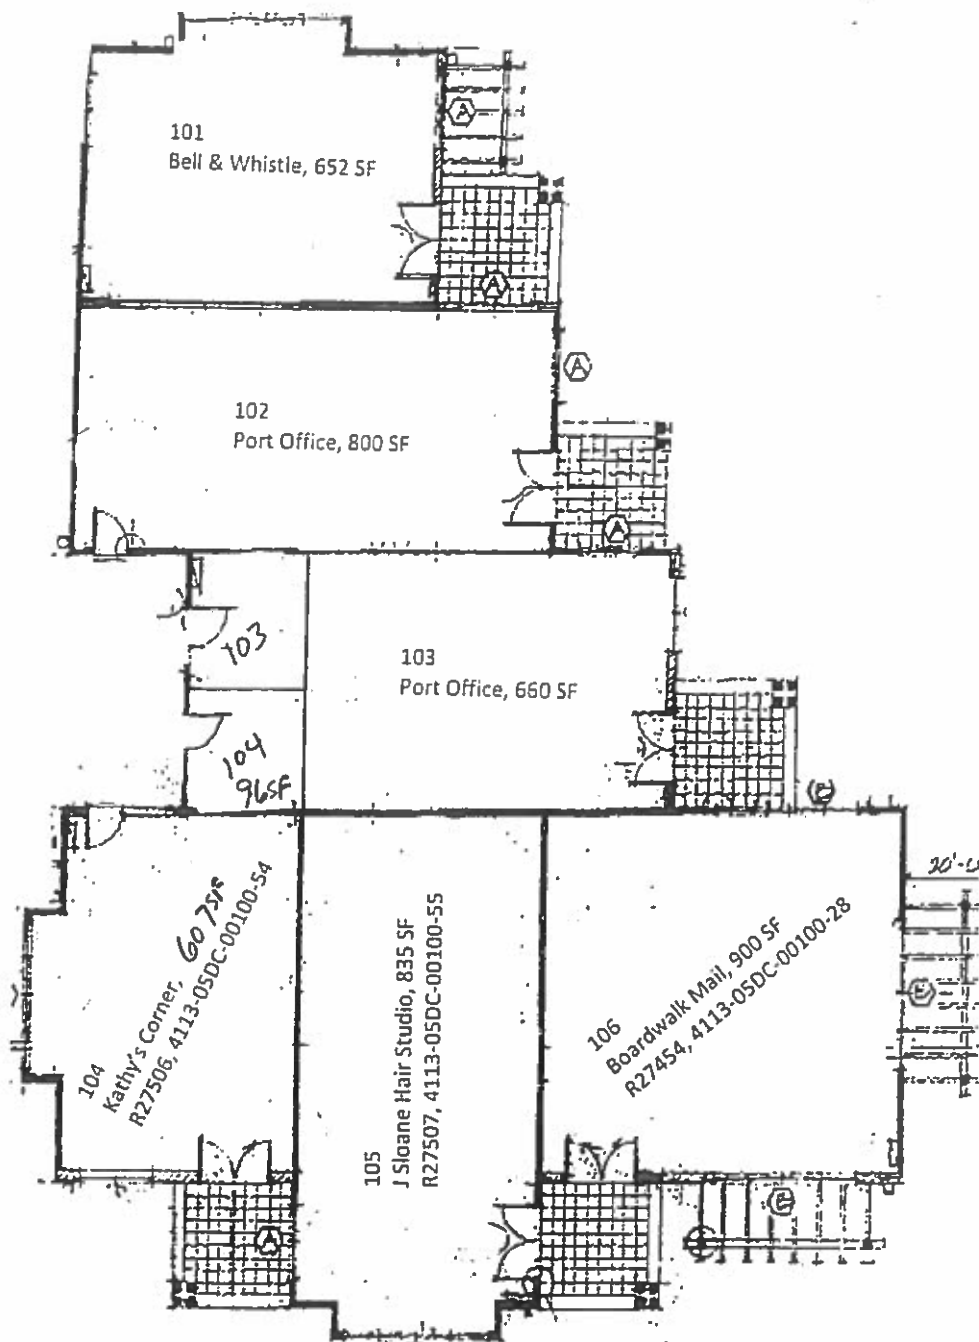 A
101
Bell & Whistle, 652 SF
A
A
102
Port Office, 800 SF
A
103
103
Port Office, 660 SF
104
96SF
104
Kathy's Corner, 607SF
R27506, 4113-05DC-00100-54
105
J Sloane Hair Studio, 835 SF
R27507, 4113-05DC-00100-55
106
Boardwalk Mail, 900 SF
R27454, 4113-05DC-00100-28
A